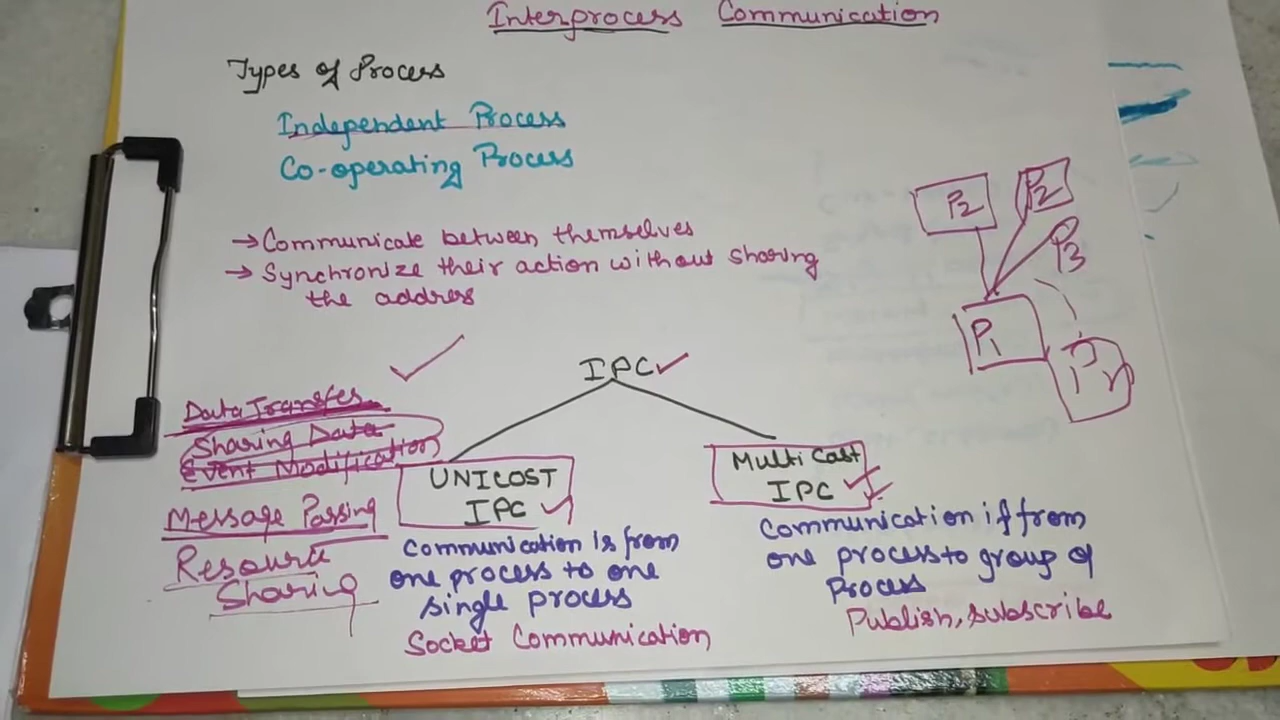 Interprocess Communication
Types of Process
Independent Process
Co-operating Process
→ Communicate between themselves
→ Synchronize their action without sharing
the address
P2
P2
P3
P1
Pn
IPC
Data Transfer
Sharing Data
Event Modification
Message Passing
Resource
Sharing
UNICOST
IPC
Communication is from
one process to one
single process
Socket Communication
Multi Cast
IPC
Communication if from
one process to group of
Process
Publish, subscribe